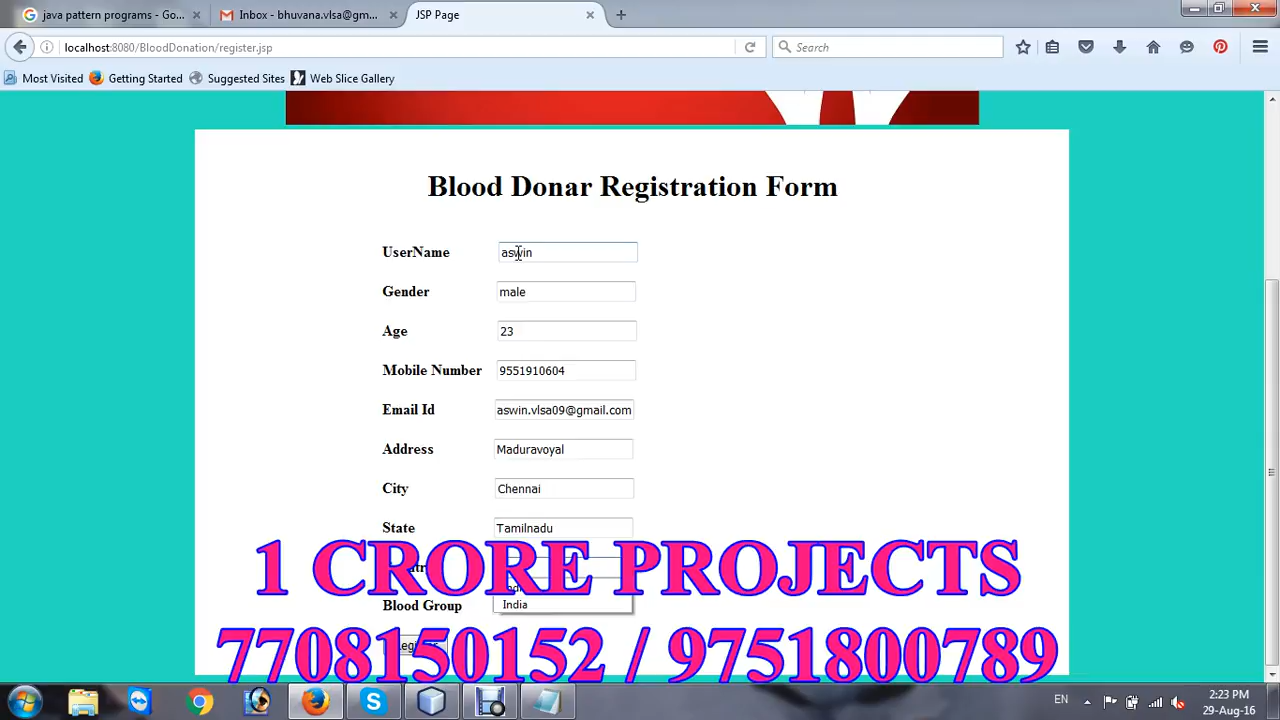 java pattern programs - Go...
Inbox - bhuvana.vlsa@gm...
JSP Page
localhost:8080/BloodDonation/register.jsp
Search
Most Visited
Getting Started
Suggested Sites
Web Slice Gallery
Blood Donar Registration Form
UserName aswin
Gender male
Age 23
Mobile Number 9551910604
Email Id aswin.vlsa09@gmail.com
Address Maduravoyal
City Chennai
State Tamilnadu
1 CRORE PROJECTS
Blood Group
India
7708150152 / 9751800789
EN
2:23 PM
29-Aug-16